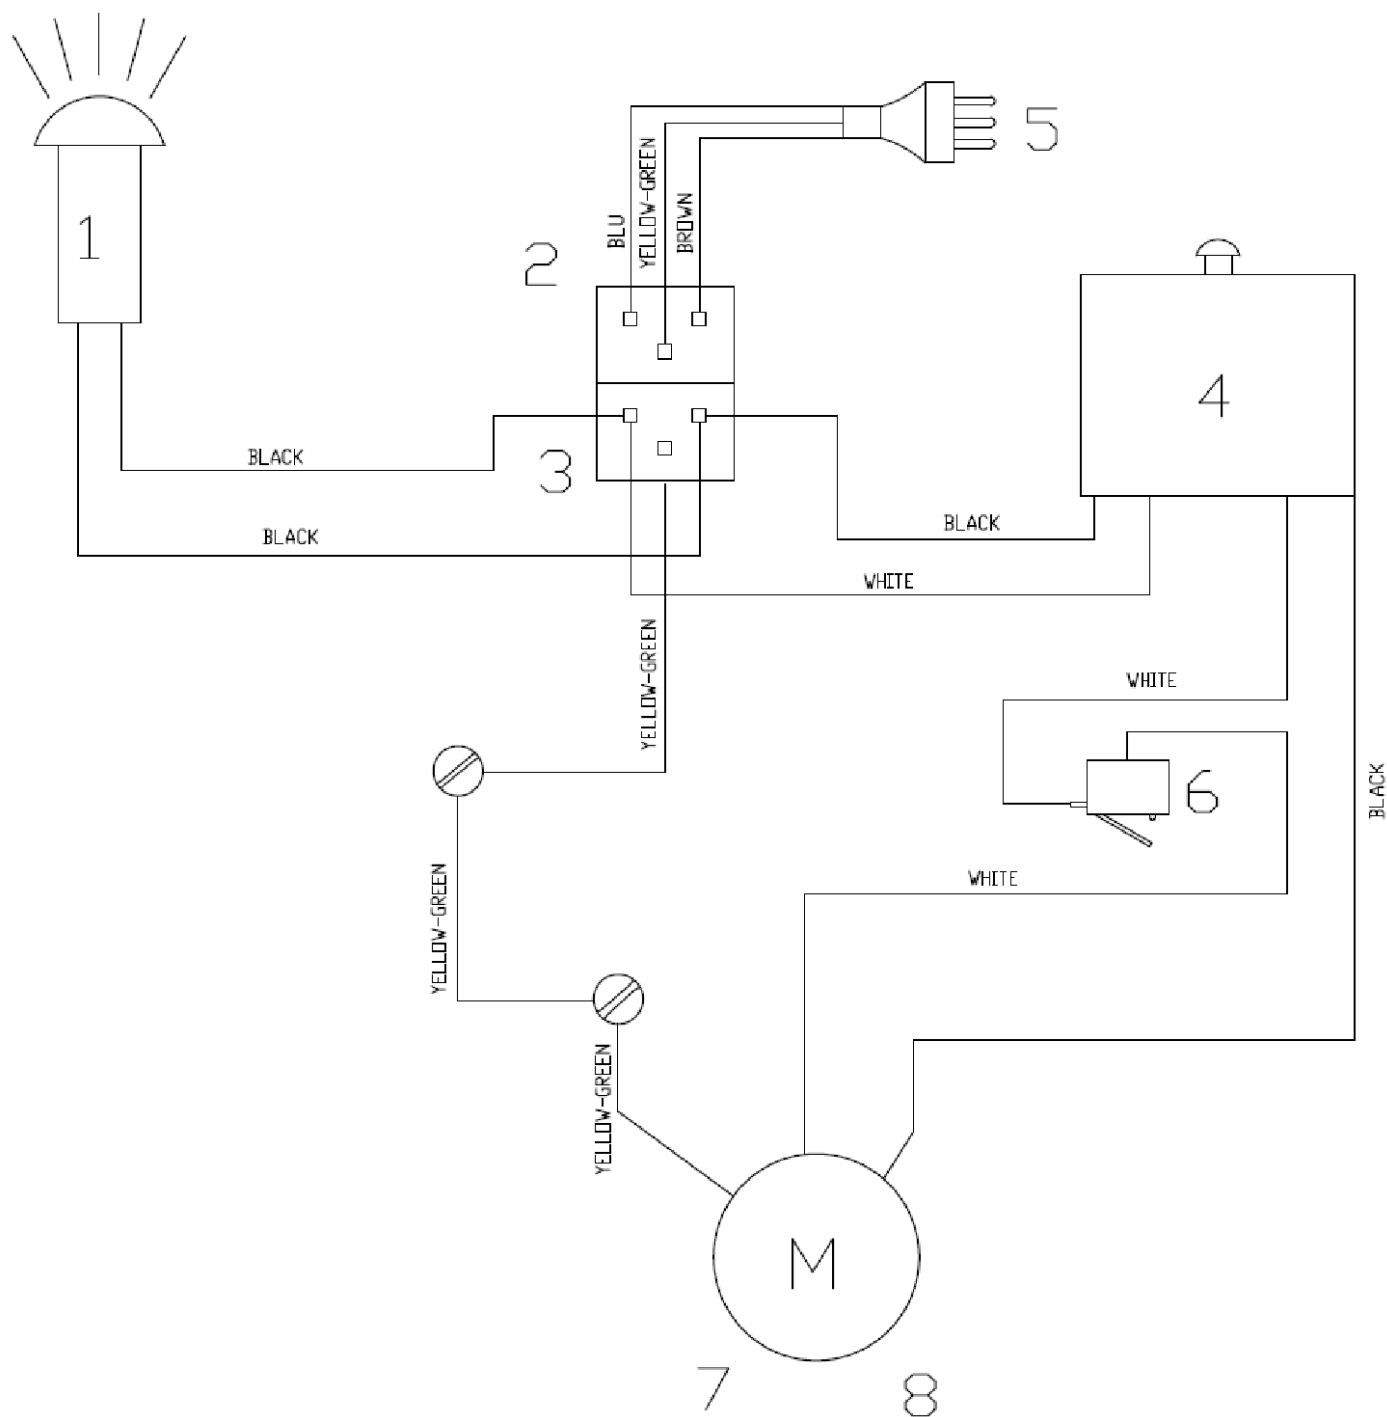 5
YELLOW-GREEN
BROWN
BLU
1
2
4
BLACK
3
BLACK
BLACK
WHITE
YELLOW-GREEN
WHITE
6
BLACK
WHITE
YELLOW-GREEN
YELLOW-GREEN
M
7
8